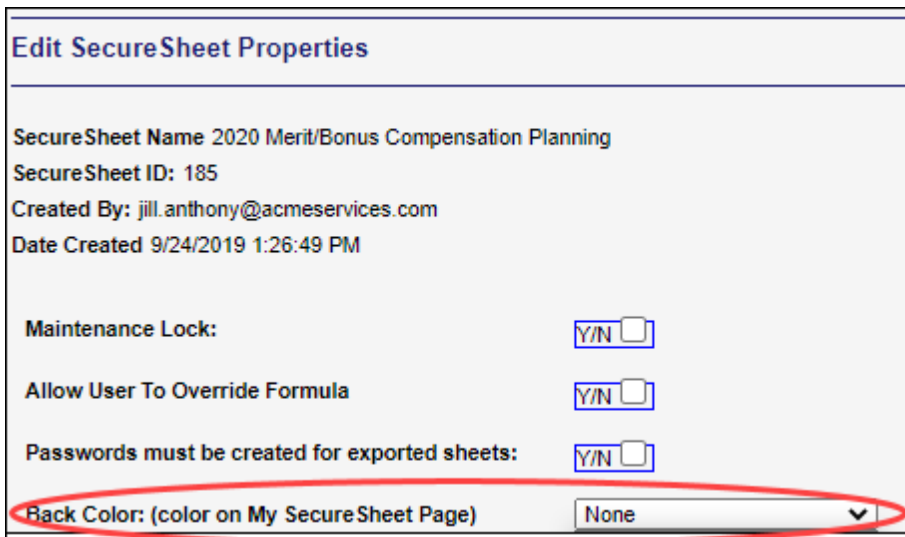 Edit SecureSheet Properties
SecureSheet Name 2020 Merit/Bonus Compensation Planning
SecureSheet ID: 185
Created By: jill.anthony@acmeservices.com
Date Created 9/24/2019 1:26:49 PM
Maintenance Lock: Y/N
Allow User To Override Formula Y/N
Passwords must be created for exported sheets: Y/N
Back Color: (color on My SecureSheet Page) None